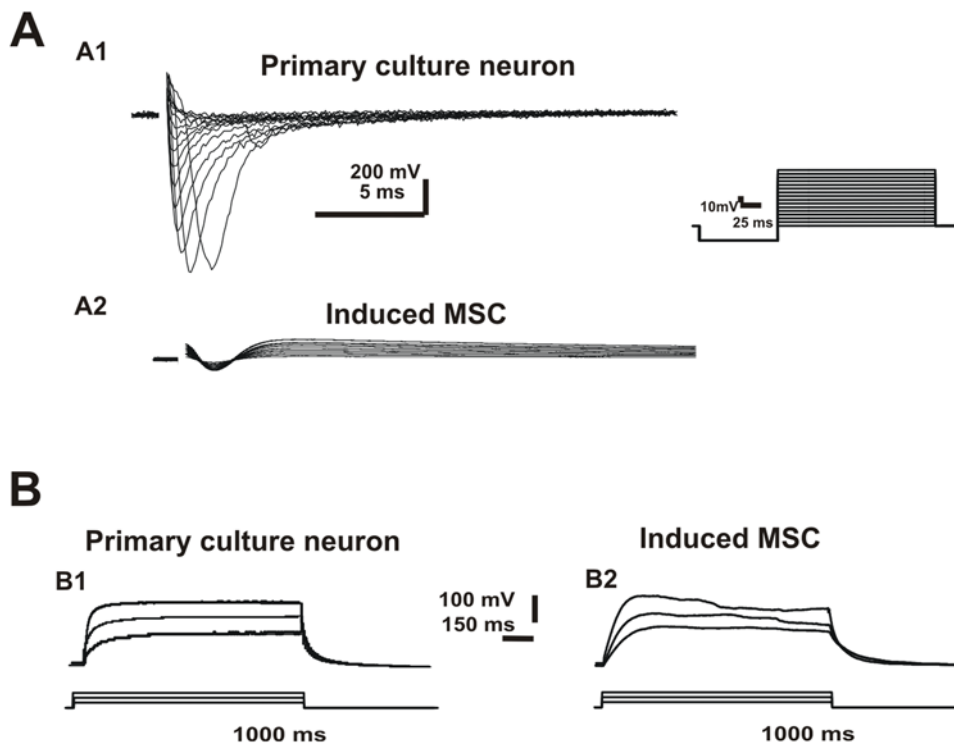 A
A1
Primary culture neuron
200 mV
5 ms
10mV
25 ms
A2
Induced MSC
B
Primary culture neuron
Induced MSC
B1
B2
100 mV
150 ms
1000 ms
1000 ms